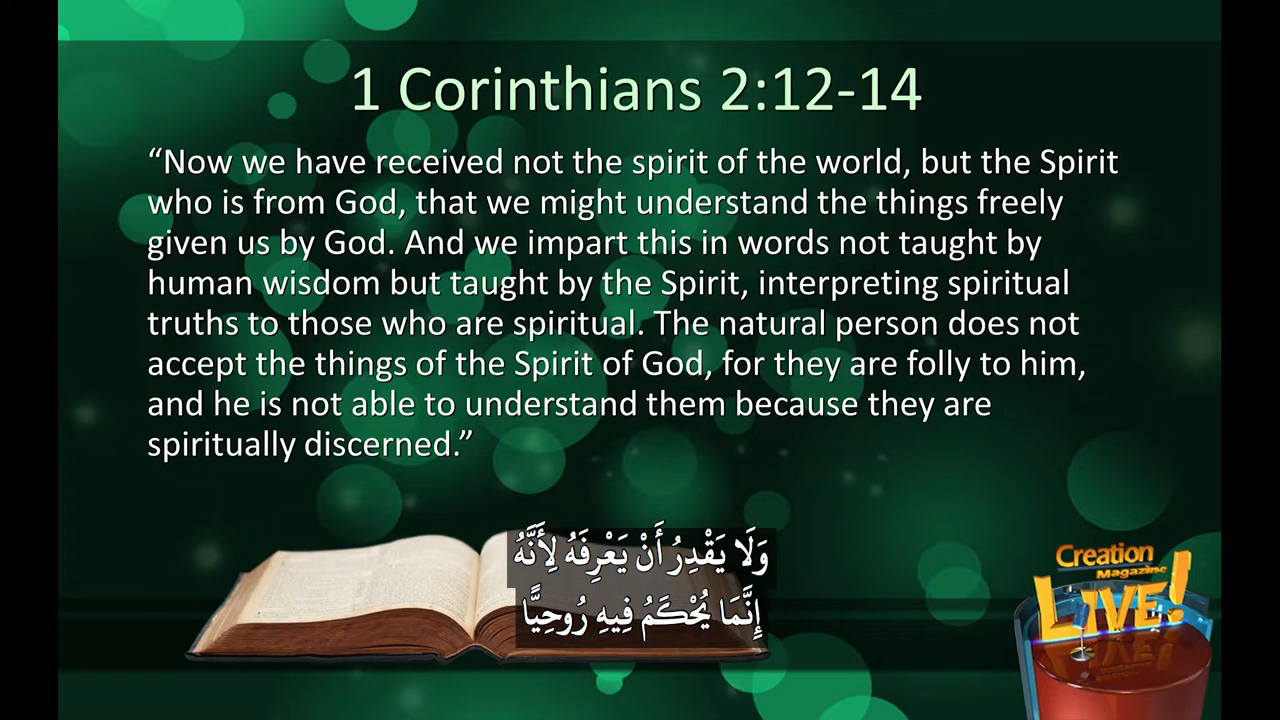 1 Corinthians 2:12-14
“Now we have received not the spirit of the world, but the Spirit
who is from God, that we might understand the things freely
given us by God. And we impart this in words not taught by
human wisdom but taught by the Spirit, interpreting spiritual
truths to those who are spiritual. The natural person does not
accept the things of the Spirit of God, for they are folly to him,
and he is not able to understand them because they are
spiritually discerned.”
وَلَا يَقْدِرُ أَنْ يَعْرِفَهُ لِأَنَّهُ
إِنَّمَا يُحْكَمُ فِيهِ رُوحِيًّا
Creation
Magazine
LIVE!